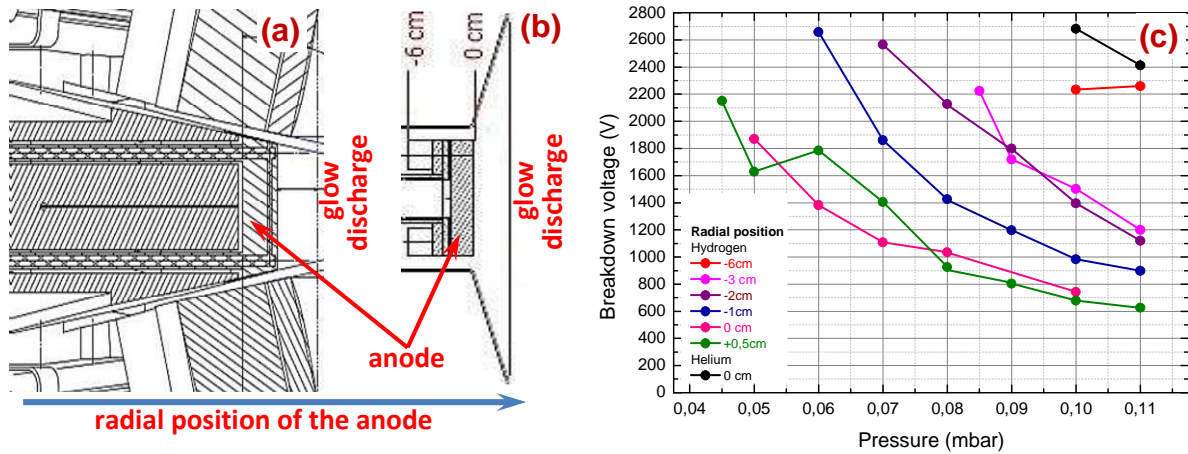 (a)
glow
discharge
anode
radial position of the anode
(b)
-6 cm
0 cm
glow
discharge
(c)
Breakdown voltage (V)
2800
2600
2400
2200
2000
1800
1600
1400
1200
1000
800
600
400
200
0
Radial position
Hydrogen
-6cm
-3 cm
-2cm
-1cm
0 cm
+0,5cm
Helium
0 cm
0,04 0,05 0,06 0,07 0,08 0,09 0,10 0,11
Pressure (mbar)